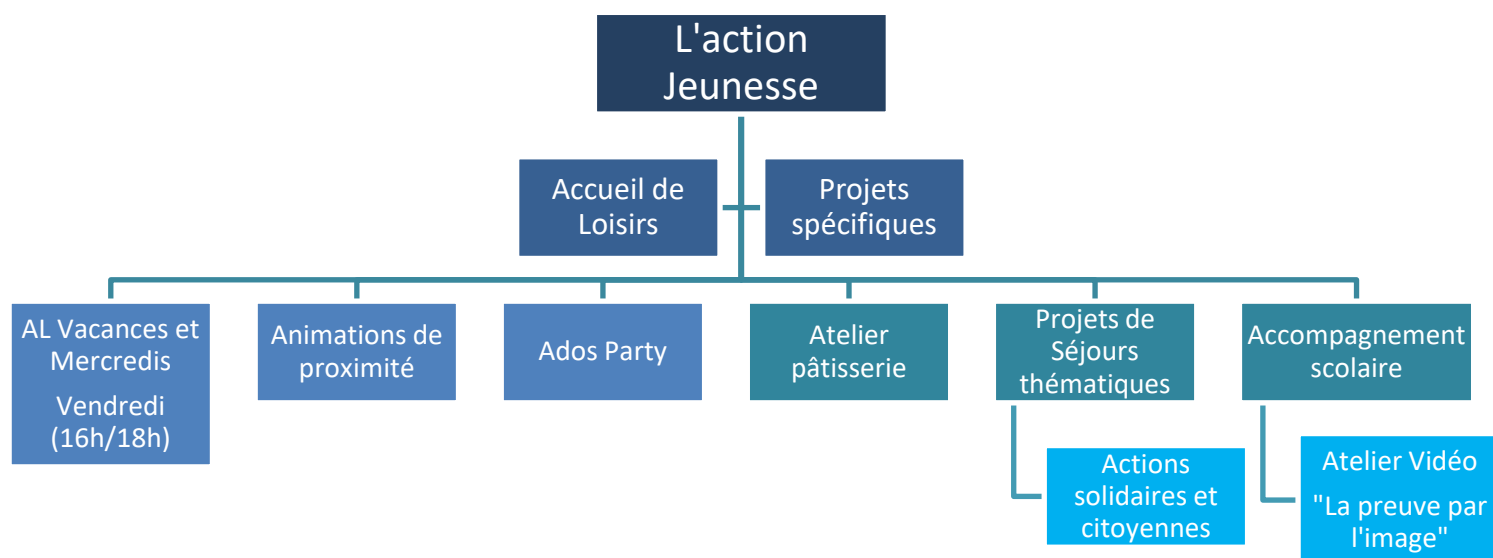 L'action
Jeunesse
Accueil de
Loisirs
Projets
spécifiques
AL Vacances et
Mercredis
Vendredi
(16h/18h)
Animations de
proximité
Ados Party
Atelier
pâtisserie
Projets de
Séjours
thématiques
Accompagnement
scolaire
Actions
solidaires et
citoyennes
Atelier Vidéo
"La preuve par
l'image"